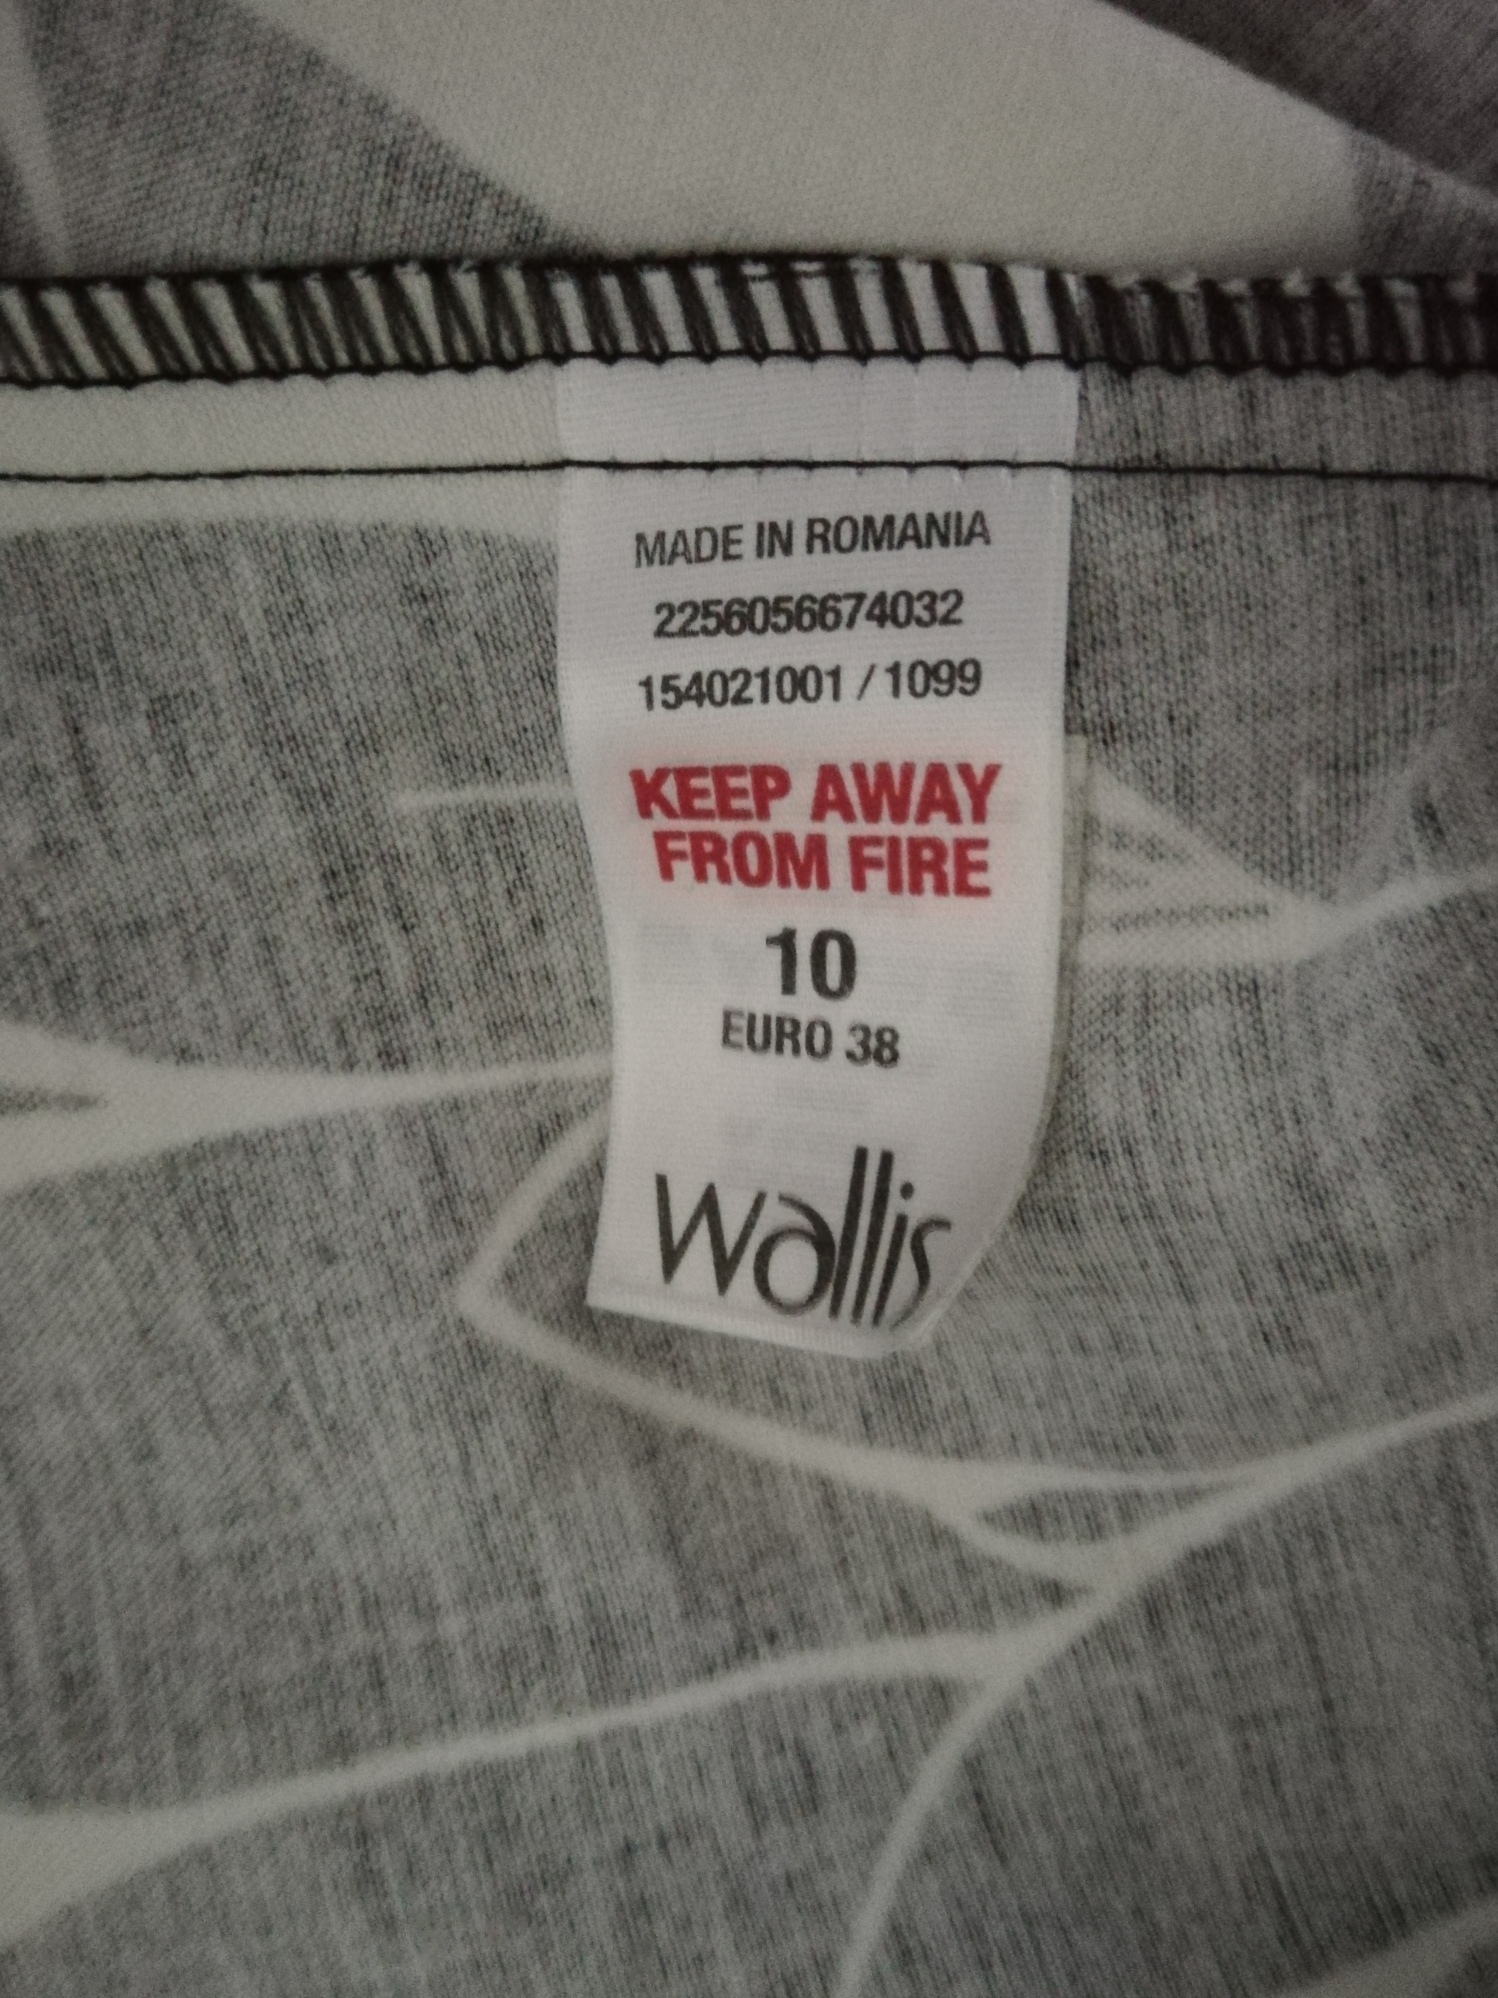 MADE IN ROMANIA
2256056674032
154021001 / 1099
KEEP AWAY
FROM FIRE
10
EURO 38
wallis